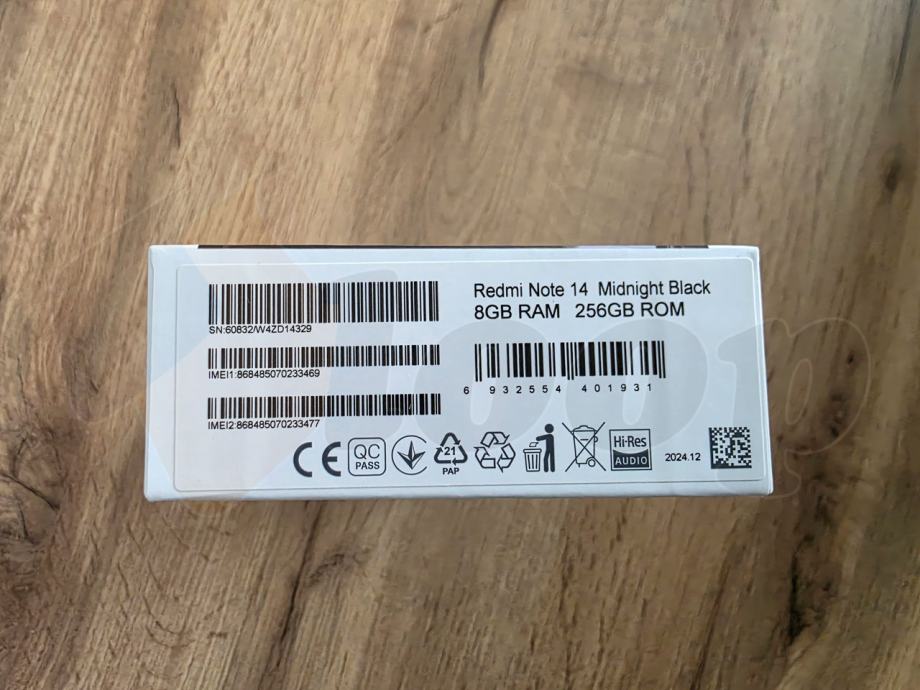 Redmi Note 14 Midnight Black
8GB RAM 256GB ROM
SN:60832/W4ZD14329
IMEI1:868485070233469
IMEI2:868485070233477
6 932554 401931
CE
QC
PASS
21
PAP
Hi-Res
AUDIO
2024.12
loop